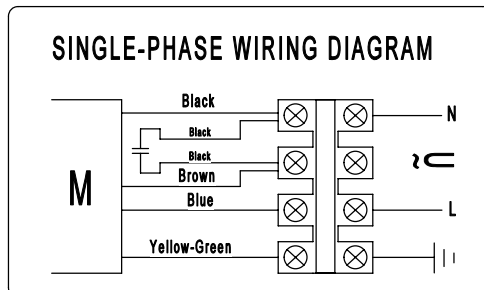 SINGLE-PHASE WIRING DIAGRAM
Black
Black
N
M
Black
Brown
Blue
L
Yellow-Green